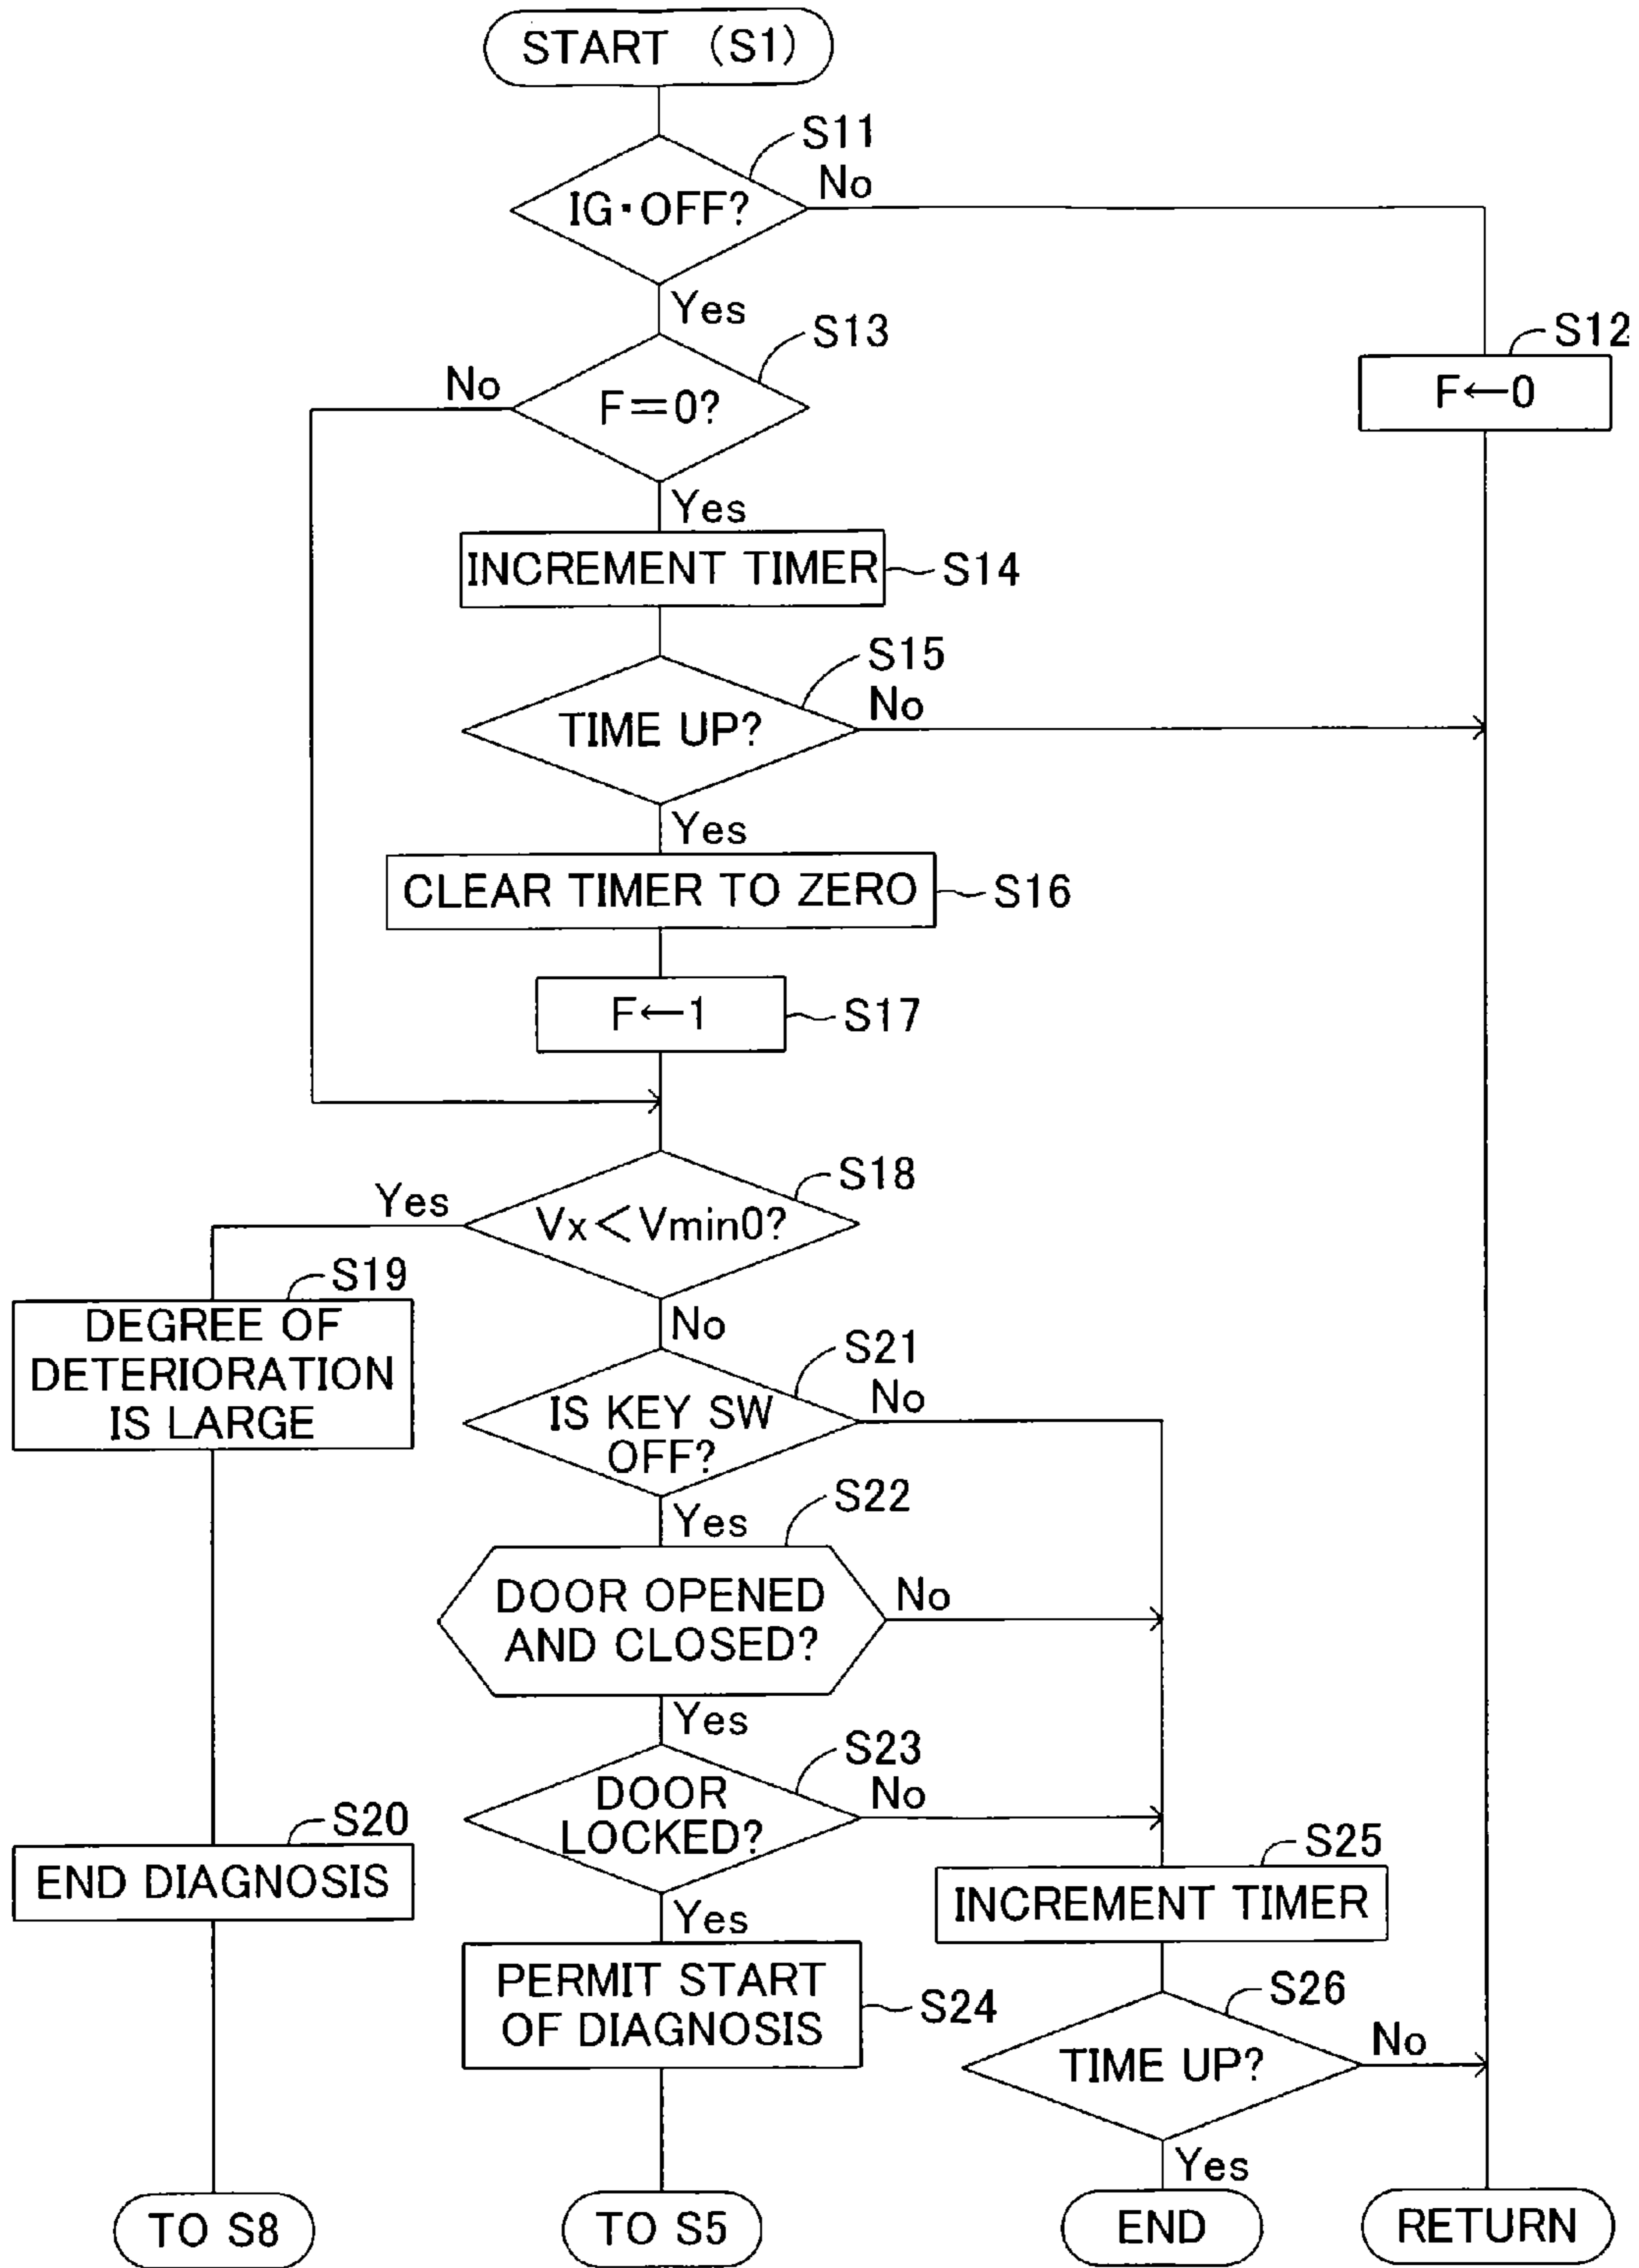 START (S1)
S11
IG・OFF?
No
Yes
S13
S12
No
F=0?
F←0
Yes
INCREMENT TIMER
S14
S15
TIME UP?
No
Yes
CLEAR TIMER TO ZERO
S16
F←1
S17
S18
Yes
Vx<Vmin0?
S19
DEGREE OF
DETERIORATION
IS LARGE
No
S21
IS KEY SW
OFF?
No
Yes
S22
DOOR OPENED
AND CLOSED?
No
Yes
S23
DOOR
LOCKED?
No
S20
END DIAGNOSIS
S25
INCREMENT TIMER
Yes
PERMIT START
OF DIAGNOSIS
S24
S26
TIME UP?
No
Yes
TO S8
TO S5
END
RETURN